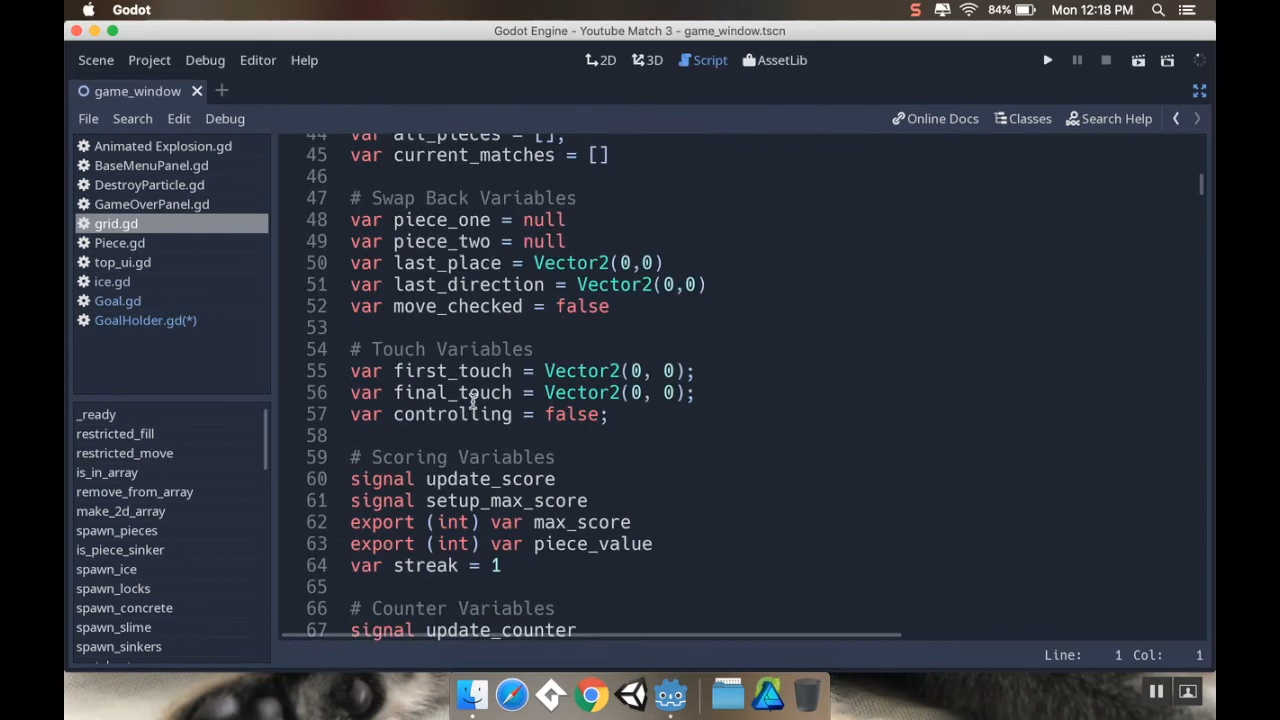 Godot
84%
Mon 12:18 PM
Godot Engine - Youtube Match 3 - game_window.tscn
Scene Project Debug Editor Help
2D 3D Script AssetLib
game_window
File Search Edit Debug
Online Docs Classes Search Help
Animated Explosion.gd
BaseMenuPanel.gd
DestroyParticle.gd
GameOverPanel.gd
grid.gd
Piece.gd
top_ui.gd
ice.gd
Goal.gd
GoalHolder.gd(*)
_ready
restricted_fill
restricted_move
is_in_array
remove_from_array
make_2d_array
spawn_pieces
is_piece_sinker
spawn_ice
spawn_locks
spawn_concrete
spawn_slime
spawn_sinkers
44 var all_pieces = [];
45 var current_matches = []
46
47 # Swap Back Variables
48 var piece_one = null
49 var piece_two = null
50 var last_place = Vector2(0,0)
51 var last_direction = Vector2(0,0)
52 var move_checked = false
53
54 # Touch Variables
55 var first_touch = Vector2(0, 0);
56 var final_touch = Vector2(0, 0);
57 var controlling = false;
58
59 # Scoring Variables
60 signal update_score
61 signal setup_max_score
62 export (int) var max_score
63 export (int) var piece_value
64 var streak = 1
65
66 # Counter Variables
67 signal update_counter
Line: 1 Col: 1